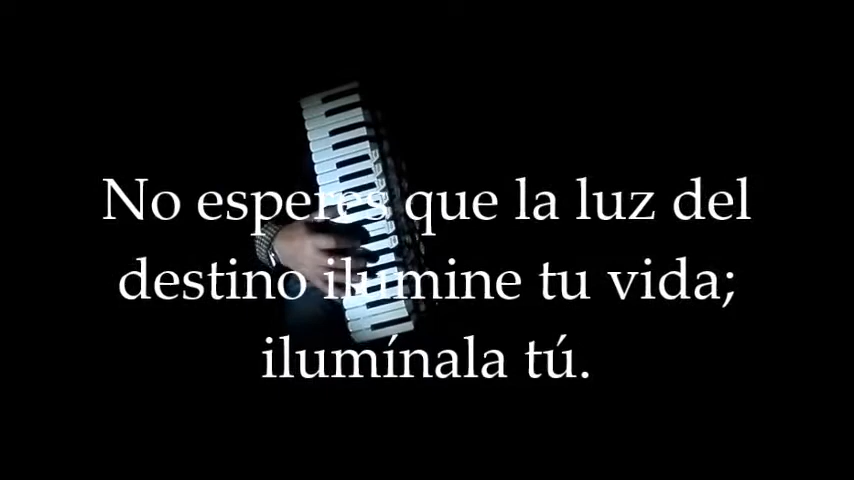 No esperes que la luz del
destino ilumine tu vida;
ilumínala tú.